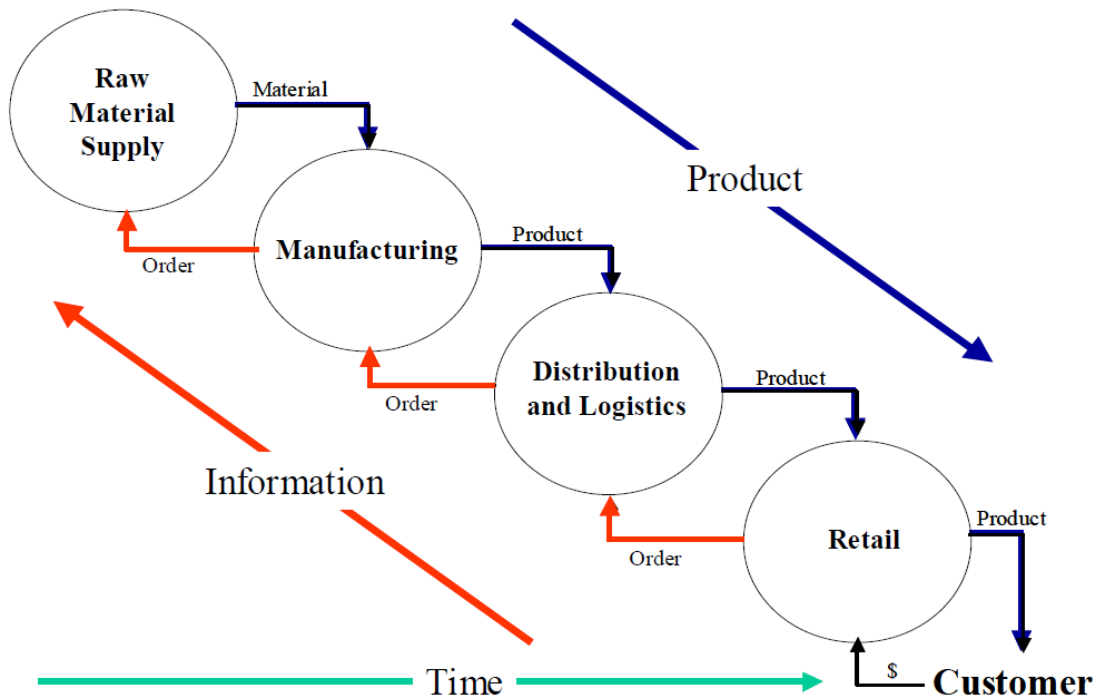 Raw
Material
Supply
Material
Product
Order
Manufacturing
Product
Order
Distribution
and Logistics
Product
Information
Order
Retail
Product
Time
$
Customer